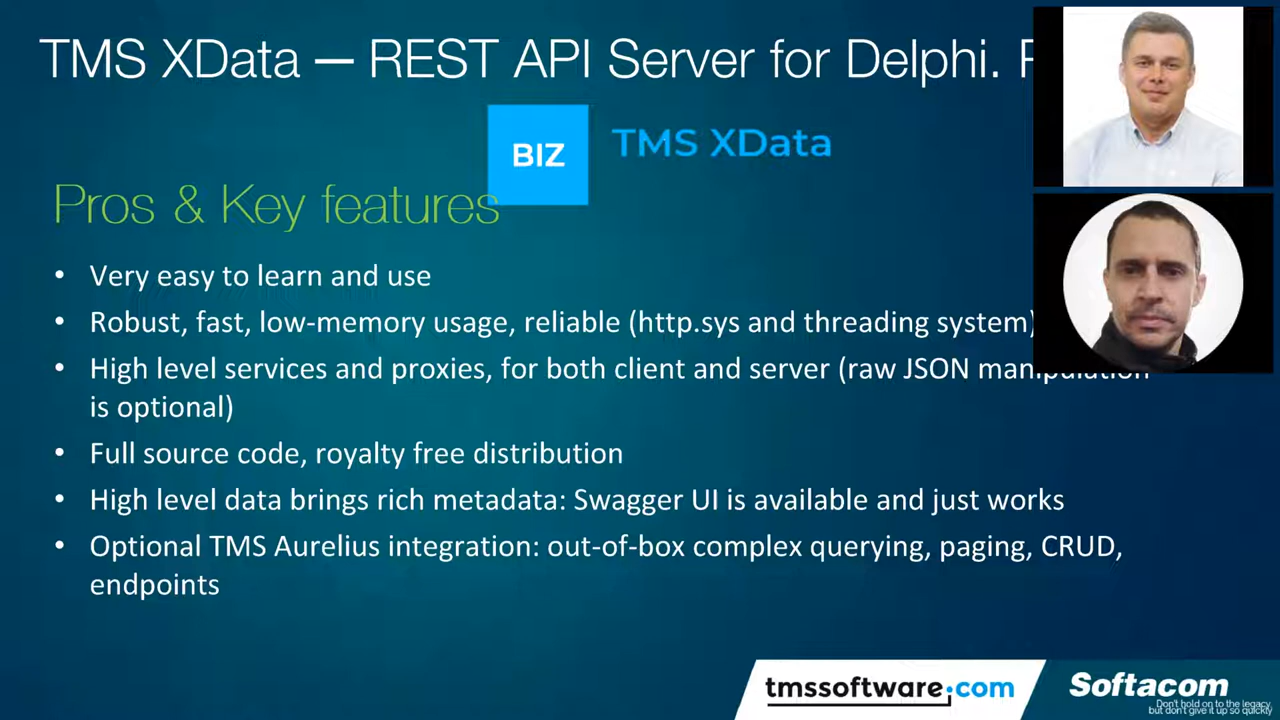 TMS XData — REST API Server for Delphi.
BIZ
TMS XData
Pros & Key features
• Very easy to learn and use
• Robust, fast, low-memory usage, reliable (http.sys and threading system)
• High level services and proxies, for both client and server (raw JSON manipulation
is optional)
• Full source code, royalty free distribution
• High level data brings rich metadata: Swagger UI is available and just works
• Optional TMS Aurelius integration: out-of-box complex querying, paging, CRUD,
endpoints
tmssoftware.com
Softacom
Don't hold on to the legacy,
but don't give it up so quickly